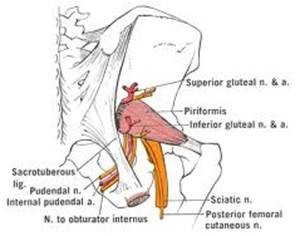 Superior gluteal n. & a.
Piriformis
Inferior gluteal n. & a.
Sacrotuberous
lig.
Pudendal n.
Internal pudendal a.
N. to obturator internus
Sciatic n.
Posterior femoral
cutaneous n.